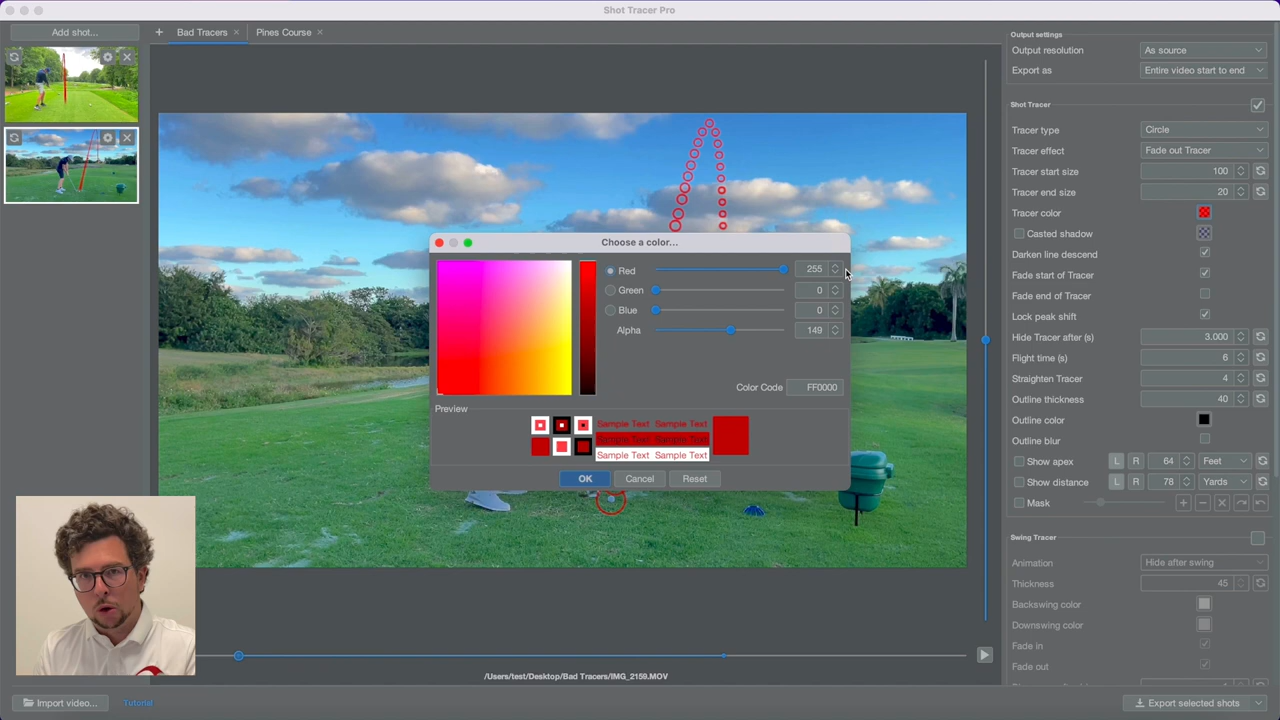 Shot Tracer Pro
Add shot...
+ Bad Tracers × Pines Course ×
Output settings
Output resolution As source
Export as Entire video start to end
Shot Tracer
Tracer type Circle
Tracer effect Fade out Tracer
Tracer start size 100
Tracer end size 20
Tracer color
Casted shadow
Darken line descend
Fade start of Tracer
Fade end of Tracer
Lock peak shift
Hide Tracer after (s) 3.000
Flight time (s) 6
Straighten Tracer 4
Outline thickness 40
Outline color
Outline blur
Show apex L R 64 Feet
Show distance L R 78 Yards
Mask
Swing Tracer
Animation Hide after swing
Thickness 45
Backswing color
Downswing color
Fade in
Fade out
Choose a color...
Red 255
Green 0
Blue 0
Alpha 149
Color Code FF0000
Preview
Sample Text Sample Text
Sample Text Sample Text
Sample Text Sample Text
OK Cancel Reset
/Users/test/Desktop/Bad Tracers/IMG_2159.MOV
Import video... Tutorial
Export selected shots